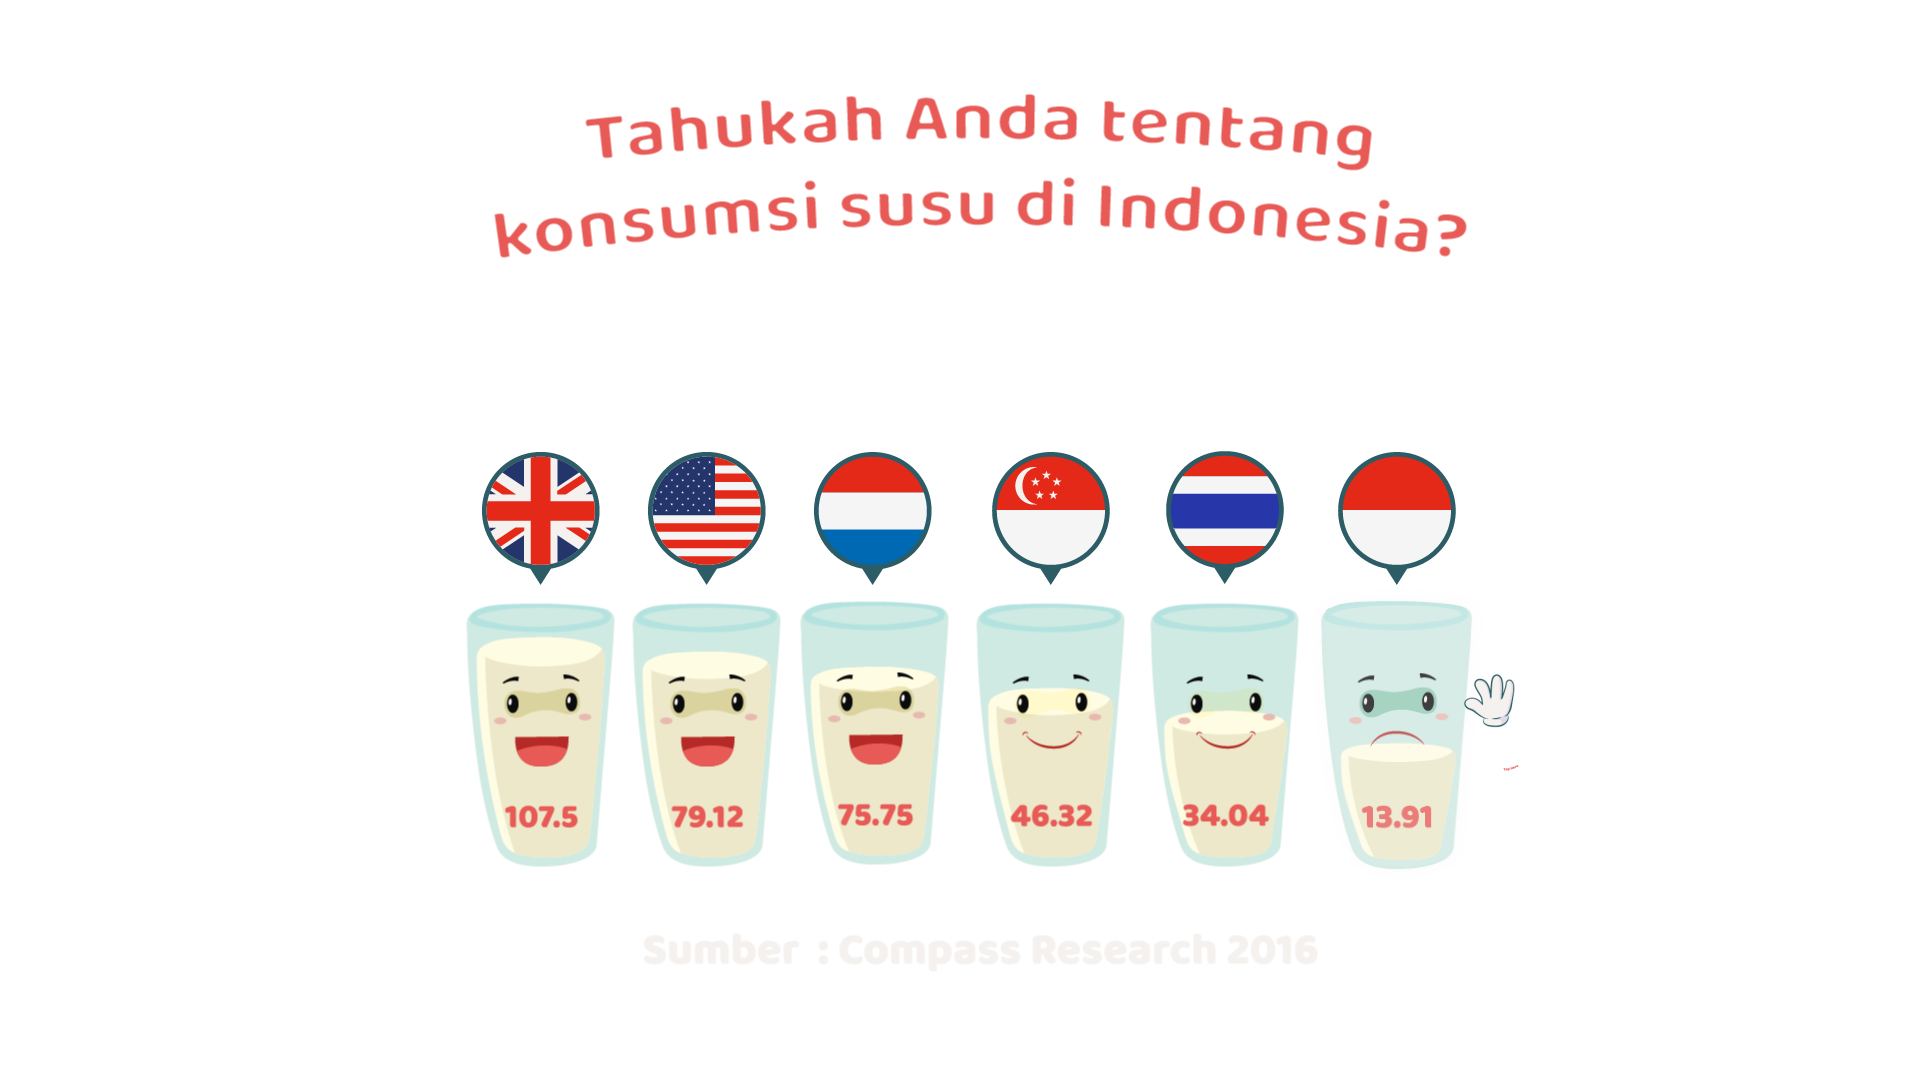 Tahukah Anda tentang
konsumsi susu di Indonesia?
107.5
79.12
75.75
46.32
34.04
13.91
Sumber : Compass Research 2016